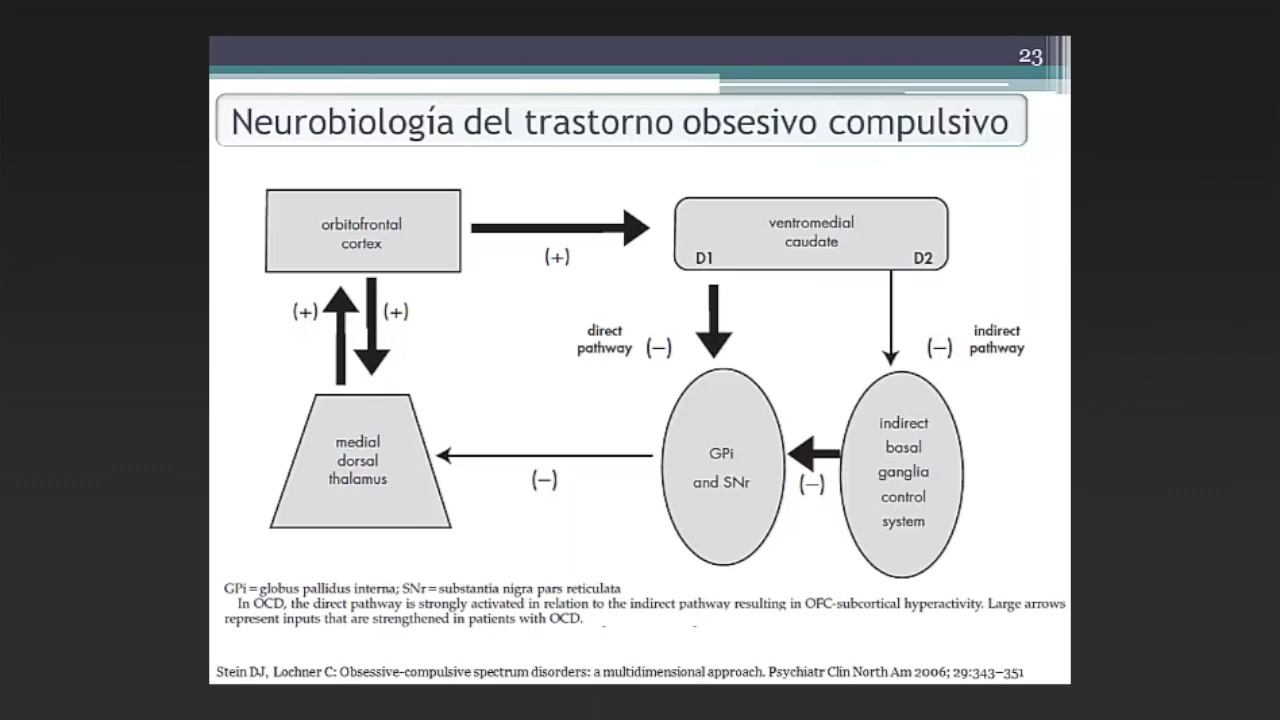 23
Neurobiología del trastorno obsesivo compulsivo
orbitofrontal
cortex
(+)
ventromedial
caudate
D1
D2
(+)
(+)
direct
pathway
(−)
(−)
indirect
pathway
medial
dorsal
thalamus
(−)
GPi
and SNr
(−)
indirect
basal
ganglia
control
system
GPi=globus pallidus interna; SNr=substantia nigra pars reticulata
In OCD, the direct pathway is strongly activated in relation to the indirect pathway resulting in OFC-subcortical hyperactivity. Large arrows
represent inputs that are strengthened in patients with OCD.
Stein DJ, Lochner C: Obsessive-compulsive spectrum disorders: a multidimensional approach. Psychiatr Clin North Am 2006; 29:343–351